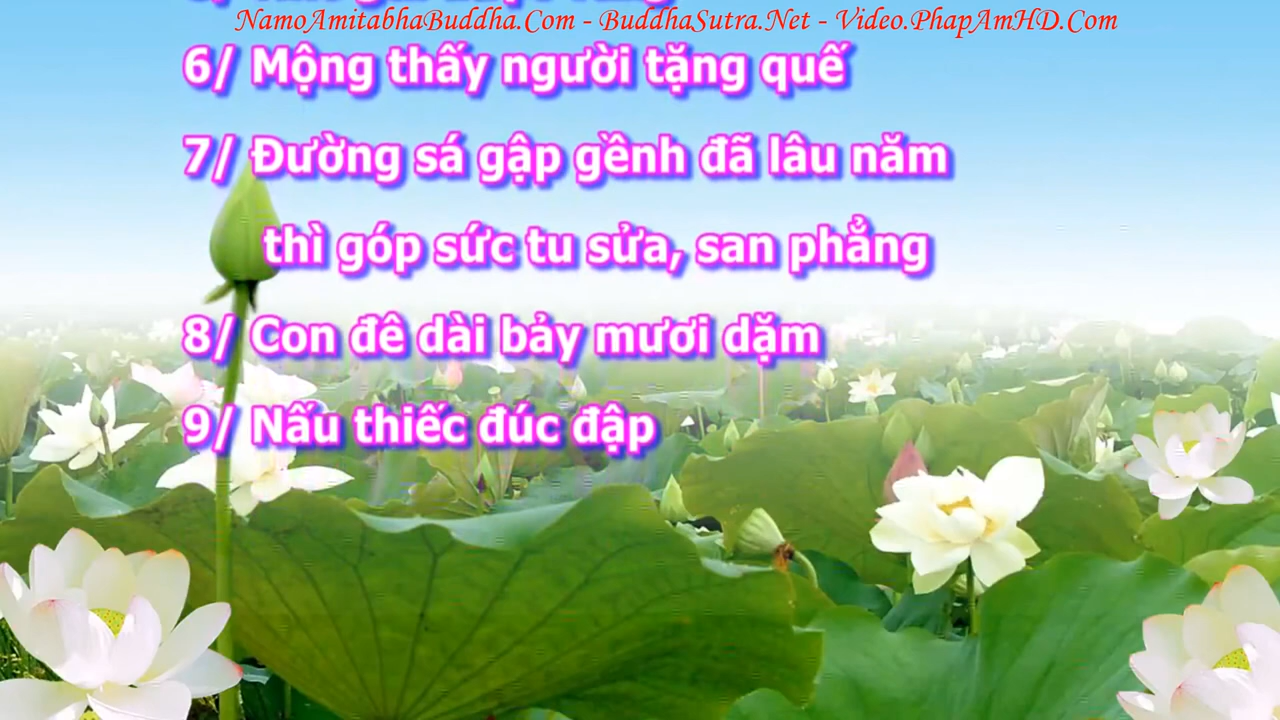 NamoAmitabhaBuddha.Com - BuddhaSutra.Net - Video.PhapAmHD.Com
6/ Mộng thấy người tặng quế
7/ Đường sá gập gềnh đã lâu năm
thì góp sức tu sửa, san phẳng
8/ Con đê dài bảy mươi dặm
9/ Nấu thiếc đúc đập